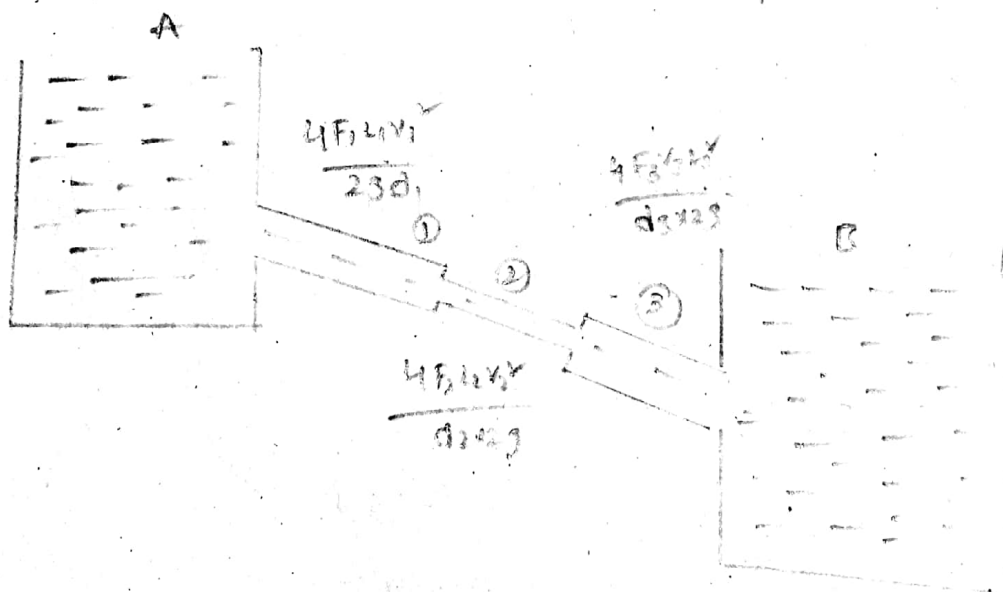 A
4F₁L₁V₁²
2gd₁
①
②
③
4F₃L₃V₃²
d₃×2g
B
4F₂L₂V₂²
d₂×2g